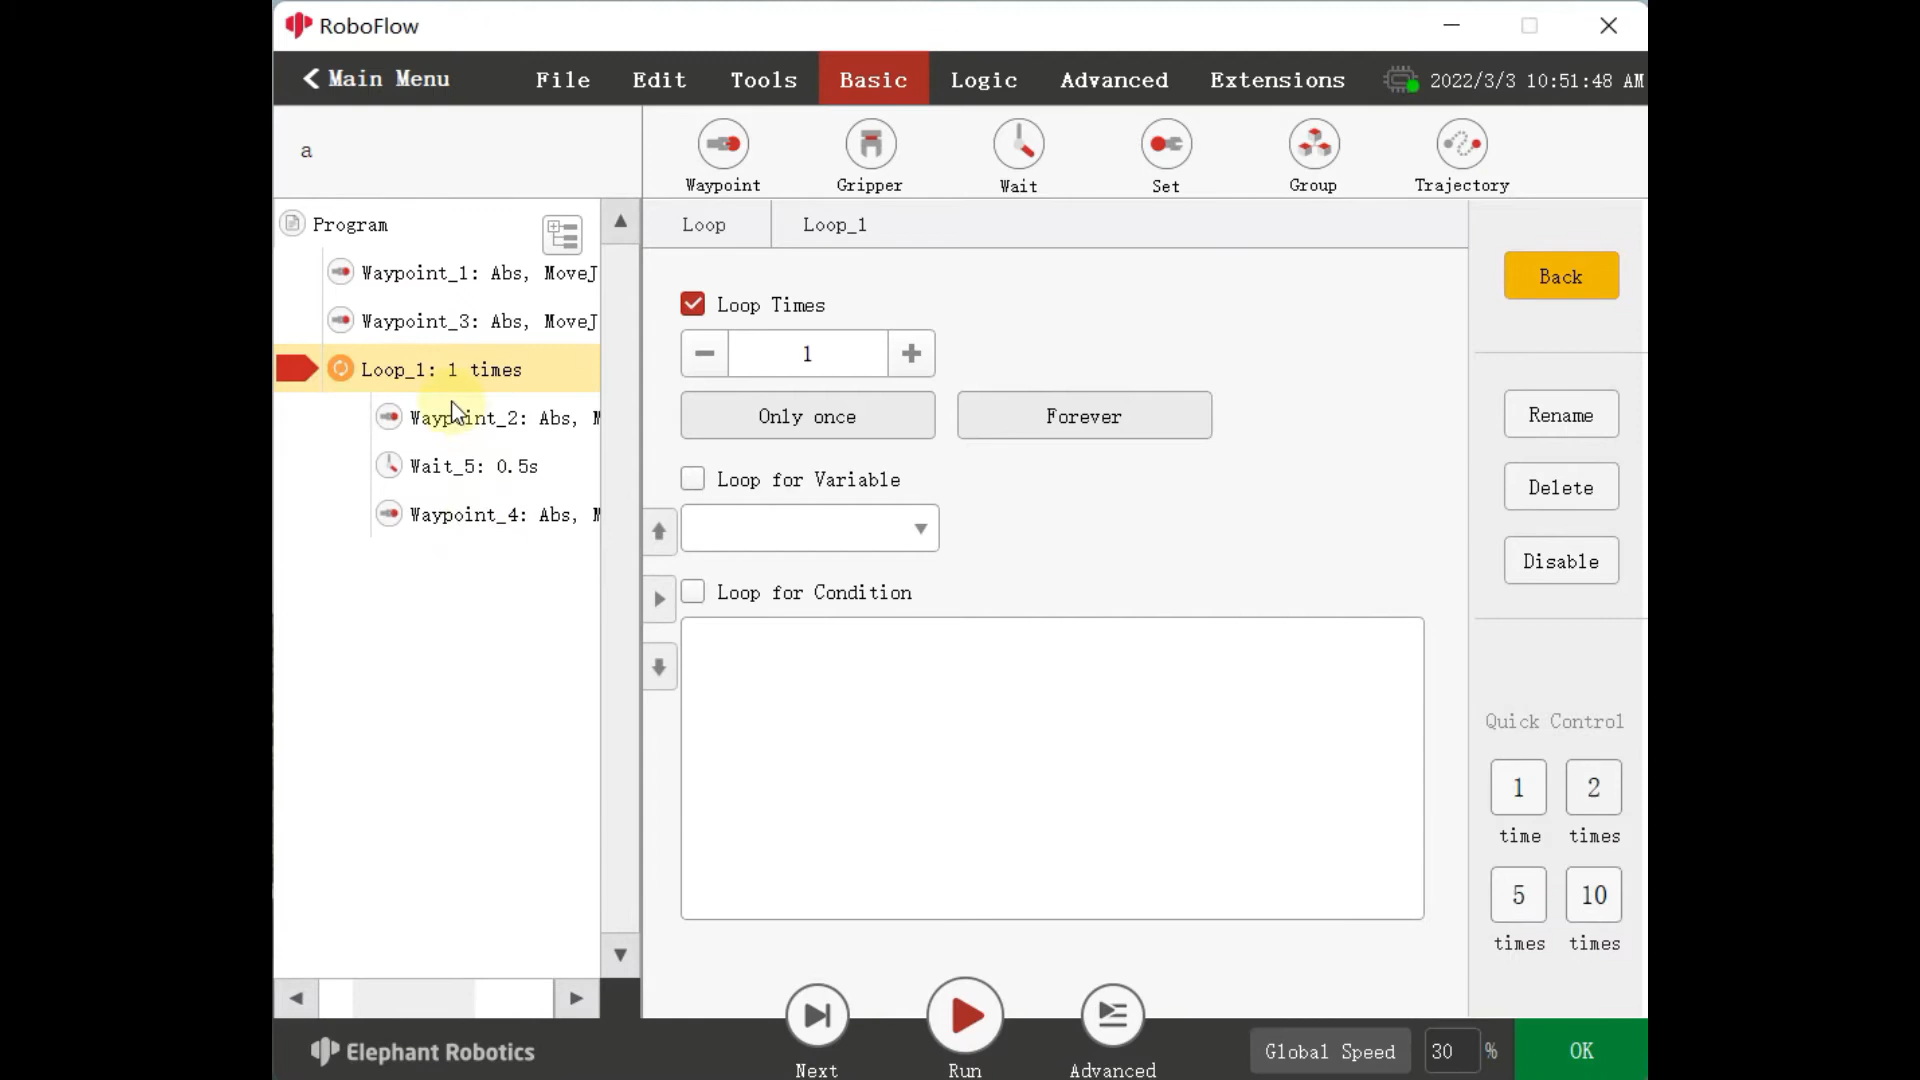 RoboFlow
Main Menu
File
Edit
Tools
Basic
Logic
Advanced
Extensions
2022/3/3 10:51:48 AM
a
Waypoint
Gripper
Wait
Set
Group
Trajectory
Program
Waypoint_1: Abs, MoveJ
Waypoint_3: Abs, MoveJ
Loop_1: 1 times
Waypoint_2: Abs,
Wait_5: 0.5s
Waypoint_4: Abs,
Loop
Loop_1
Loop Times
1
Only once
Forever
Loop for Variable
Loop for Condition
Back
Rename
Delete
Disable
Quick Control
1
2
time
times
5
10
times
times
Elephant Robotics
Next
Run
Advanced
Global Speed
30 %
OK